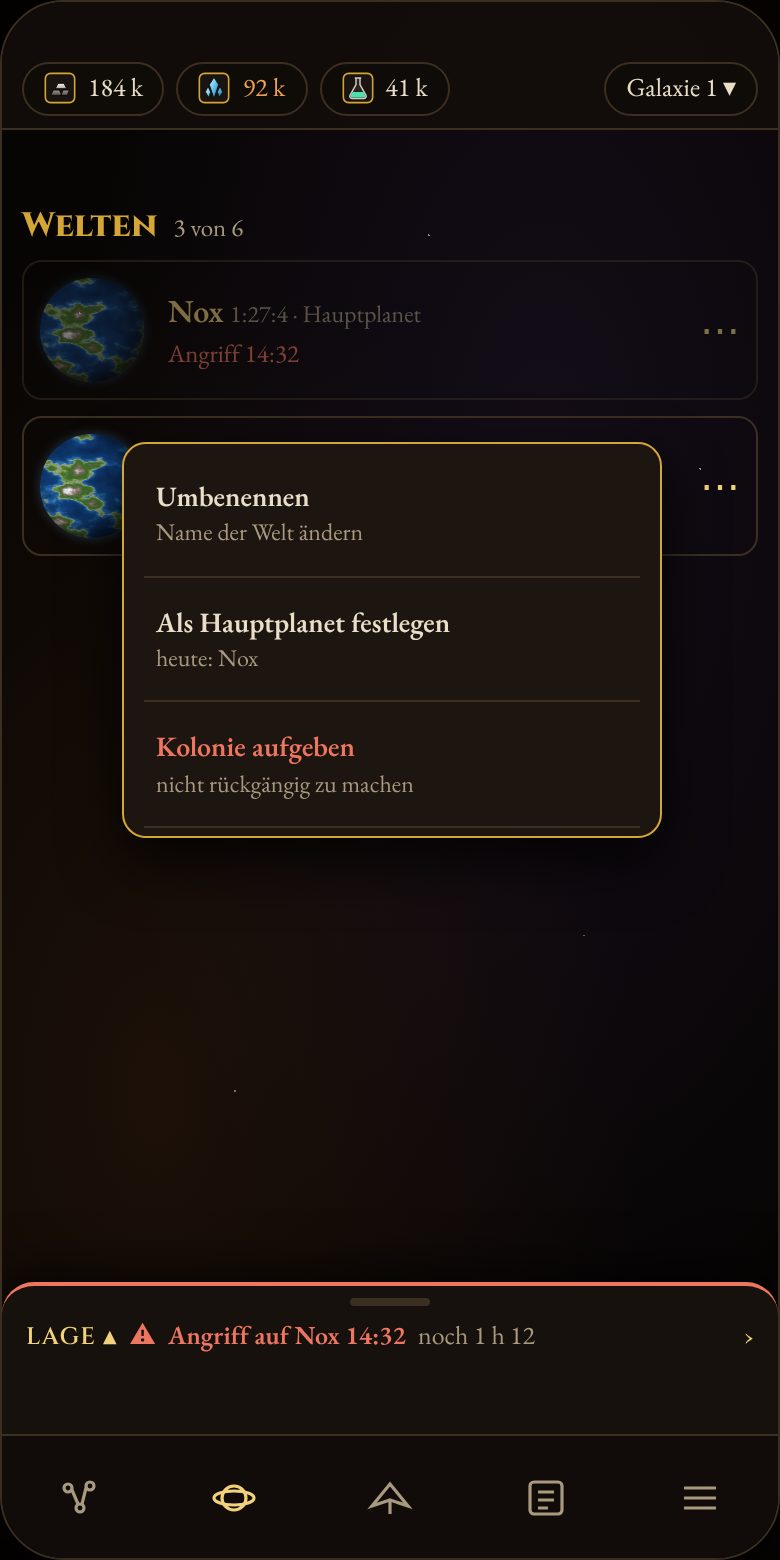 184 k
92 k
41 k
Galaxie 1 ▼
WELTEN 3 von 6
Nox 1:27:4 · Hauptplanet
Angriff 14:32
Umbenennen
Name der Welt ändern
Als Hauptplanet festlegen
heute: Nox
Kolonie aufgeben
nicht rückgängig zu machen
LAGE ▲ Angriff auf Nox 14:32 noch 1 h 12 ›